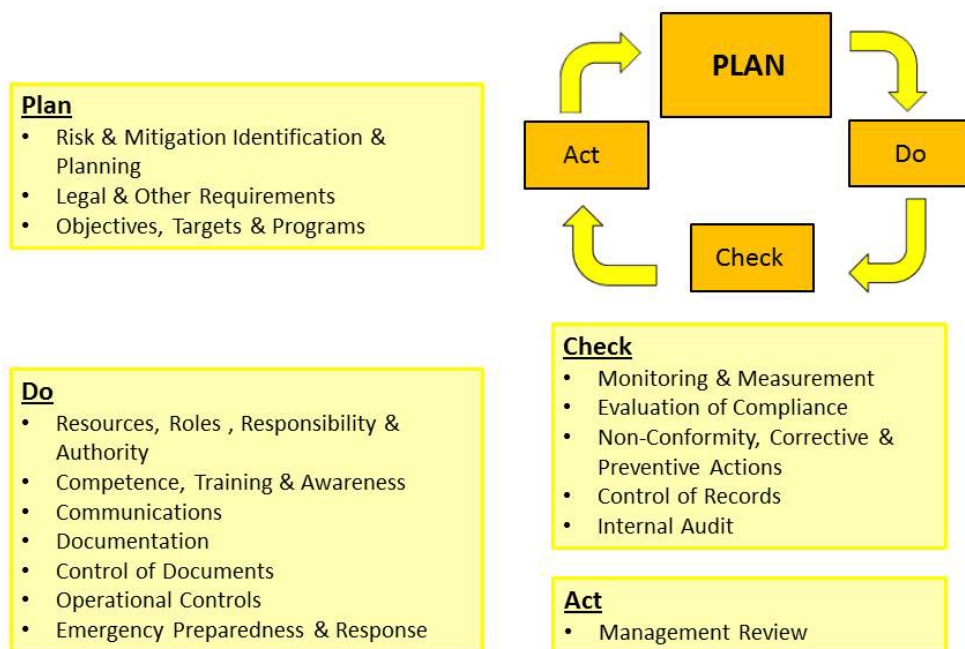 PLAN
Act
Do
Check
Plan
• Risk & Mitigation Identification &
Planning
• Legal & Other Requirements
• Objectives, Targets & Programs
Do
• Resources, Roles , Responsibility &
Authority
• Competence, Training & Awareness
• Communications
• Documentation
• Control of Documents
• Operational Controls
• Emergency Preparedness & Response
Check
• Monitoring & Measurement
• Evaluation of Compliance
• Non-Conformity, Corrective &
Preventive Actions
• Control of Records
• Internal Audit
Act
• Management Review